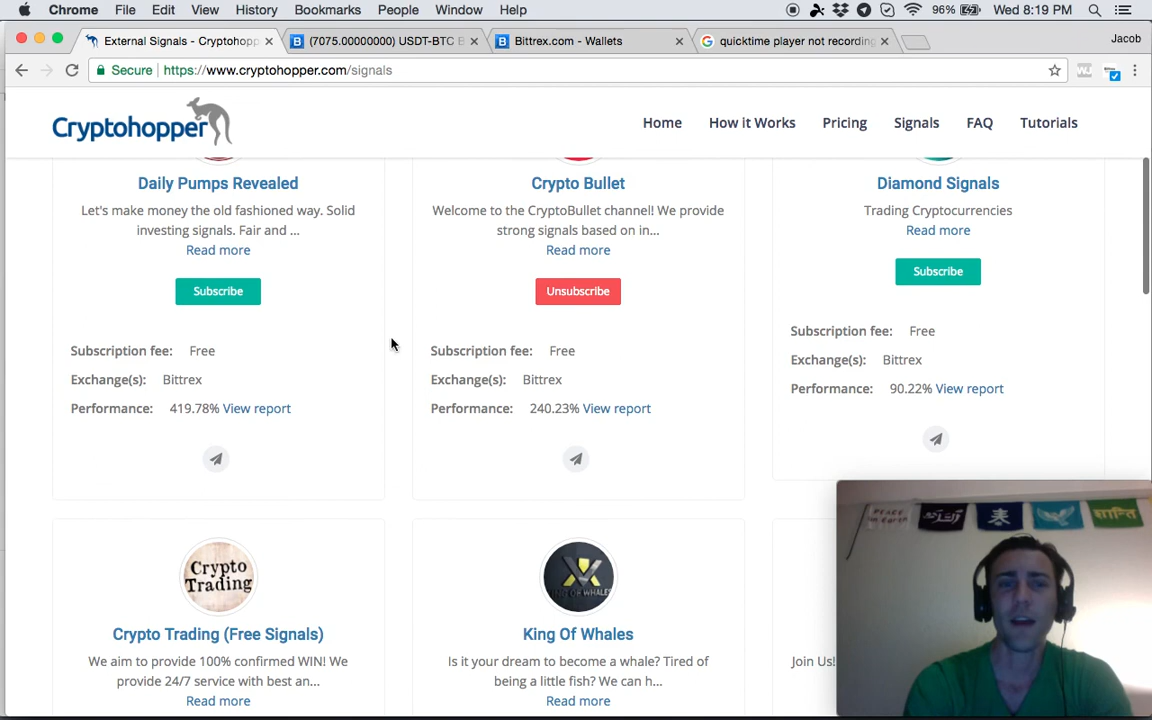 Chrome File Edit View History Bookmarks People Window Help 96% Wed 8:19 PM
External Signals - Cryptohopp (7075.00000000) USDT-BTC B Bittrex.com - Wallets quicktime player not recording Jacob
Secure https://www.cryptohopper.com/signals
Cryptohopper Home How it Works Pricing Signals FAQ Tutorials
Daily Pumps Revealed
Let's make money the old fashioned way. Solid
investing signals. Fair and ...
Read more
Subscribe
Subscription fee: Free
Exchange(s): Bittrex
Performance: 419.78% View report
Crypto Bullet
Welcome to the CryptoBullet channel! We provide
strong signals based on in...
Read more
Unsubscribe
Subscription fee: Free
Exchange(s): Bittrex
Performance: 240.23% View report
Diamond Signals
Trading Cryptocurrencies
Read more
Subscribe
Subscription fee: Free
Exchange(s): Bittrex
Performance: 90.22% View report
Crypto
Trading
Crypto Trading (Free Signals)
We aim to provide 100% confirmed WIN! We
provide 24/7 service with best an...
Read more
King Of Whales
Is it your dream to become a whale? Tired of
being a little fish? We can h...
Read more
Join Us!
PEACE
शान्ति